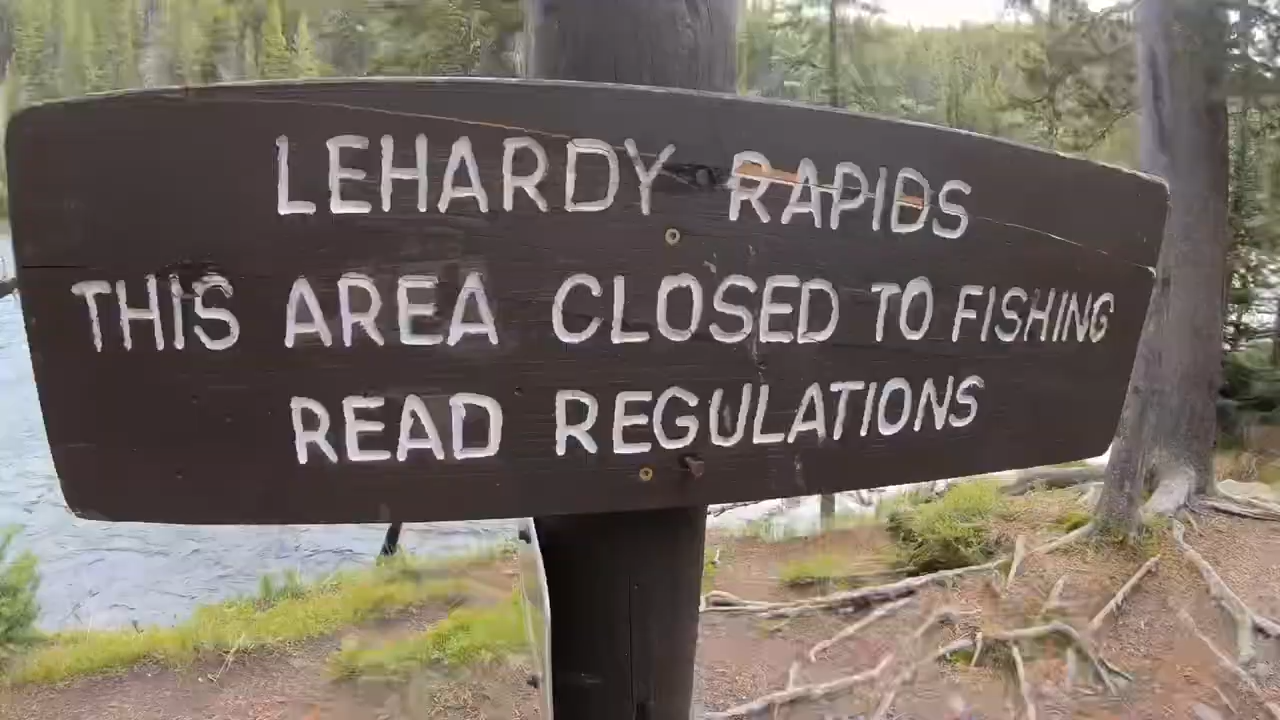 LEHARDY RAPIDS
THIS AREA CLOSED TO FISHING
READ REGULATIONS